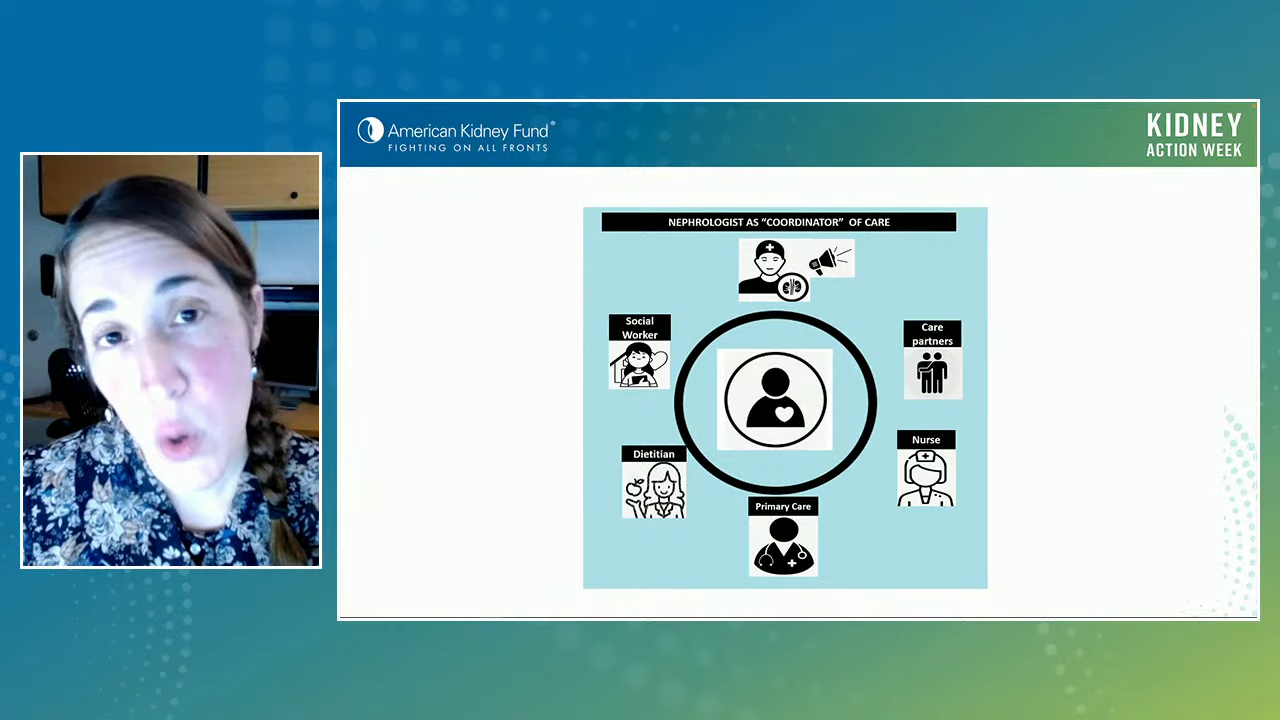 American Kidney Fund®
FIGHTING ON ALL FRONTS
KIDNEY
ACTION WEEK
NEPHROLOGIST AS “COORDINATOR” OF CARE
Social
Worker
Care
partners
Dietitian
Nurse
Primary Care